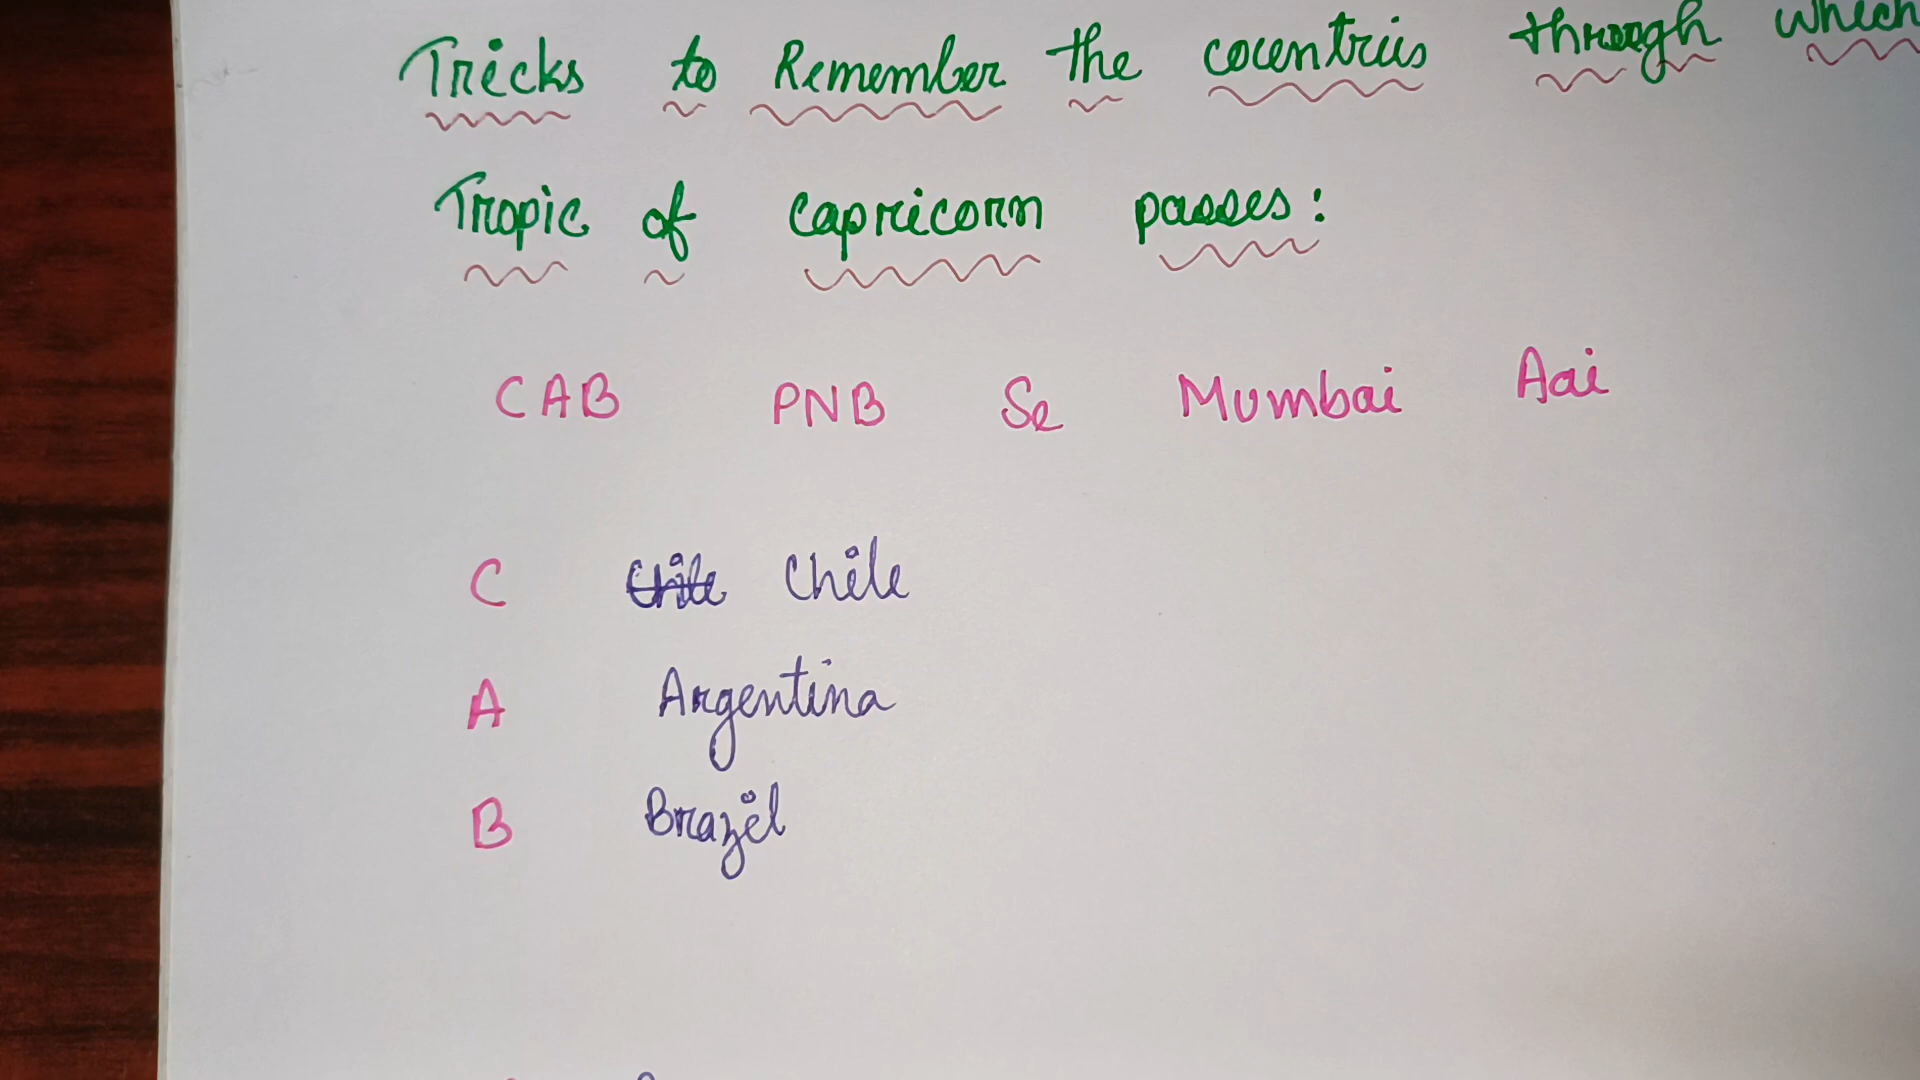 Tricks to Remember the countries through which
Tropic of capricorn passes:
CAB PNB Se Mumbai Aai
C Chile Chile
A Argentina
B Brazil